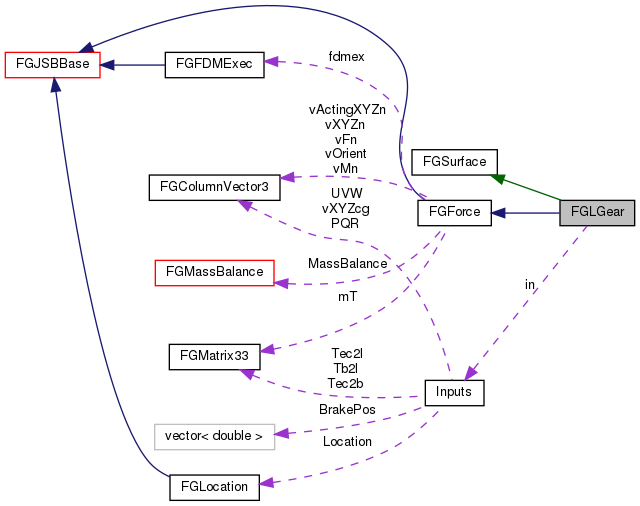 fdmex
FGJSBBase
FGFDMExec
vActingXYZn
vXYZn
vFn
vOrient
vMn
FGSurface
FGColumnVector3
UVW
vXYZcg
PQR
FGForce
FGLGear
FGMassBalance
MassBalance
in
mT
FGMatrix33
Tec2l
Tb2l
Tec2b
Inputs
BrakePos
vector< double >
Location
FGLocation